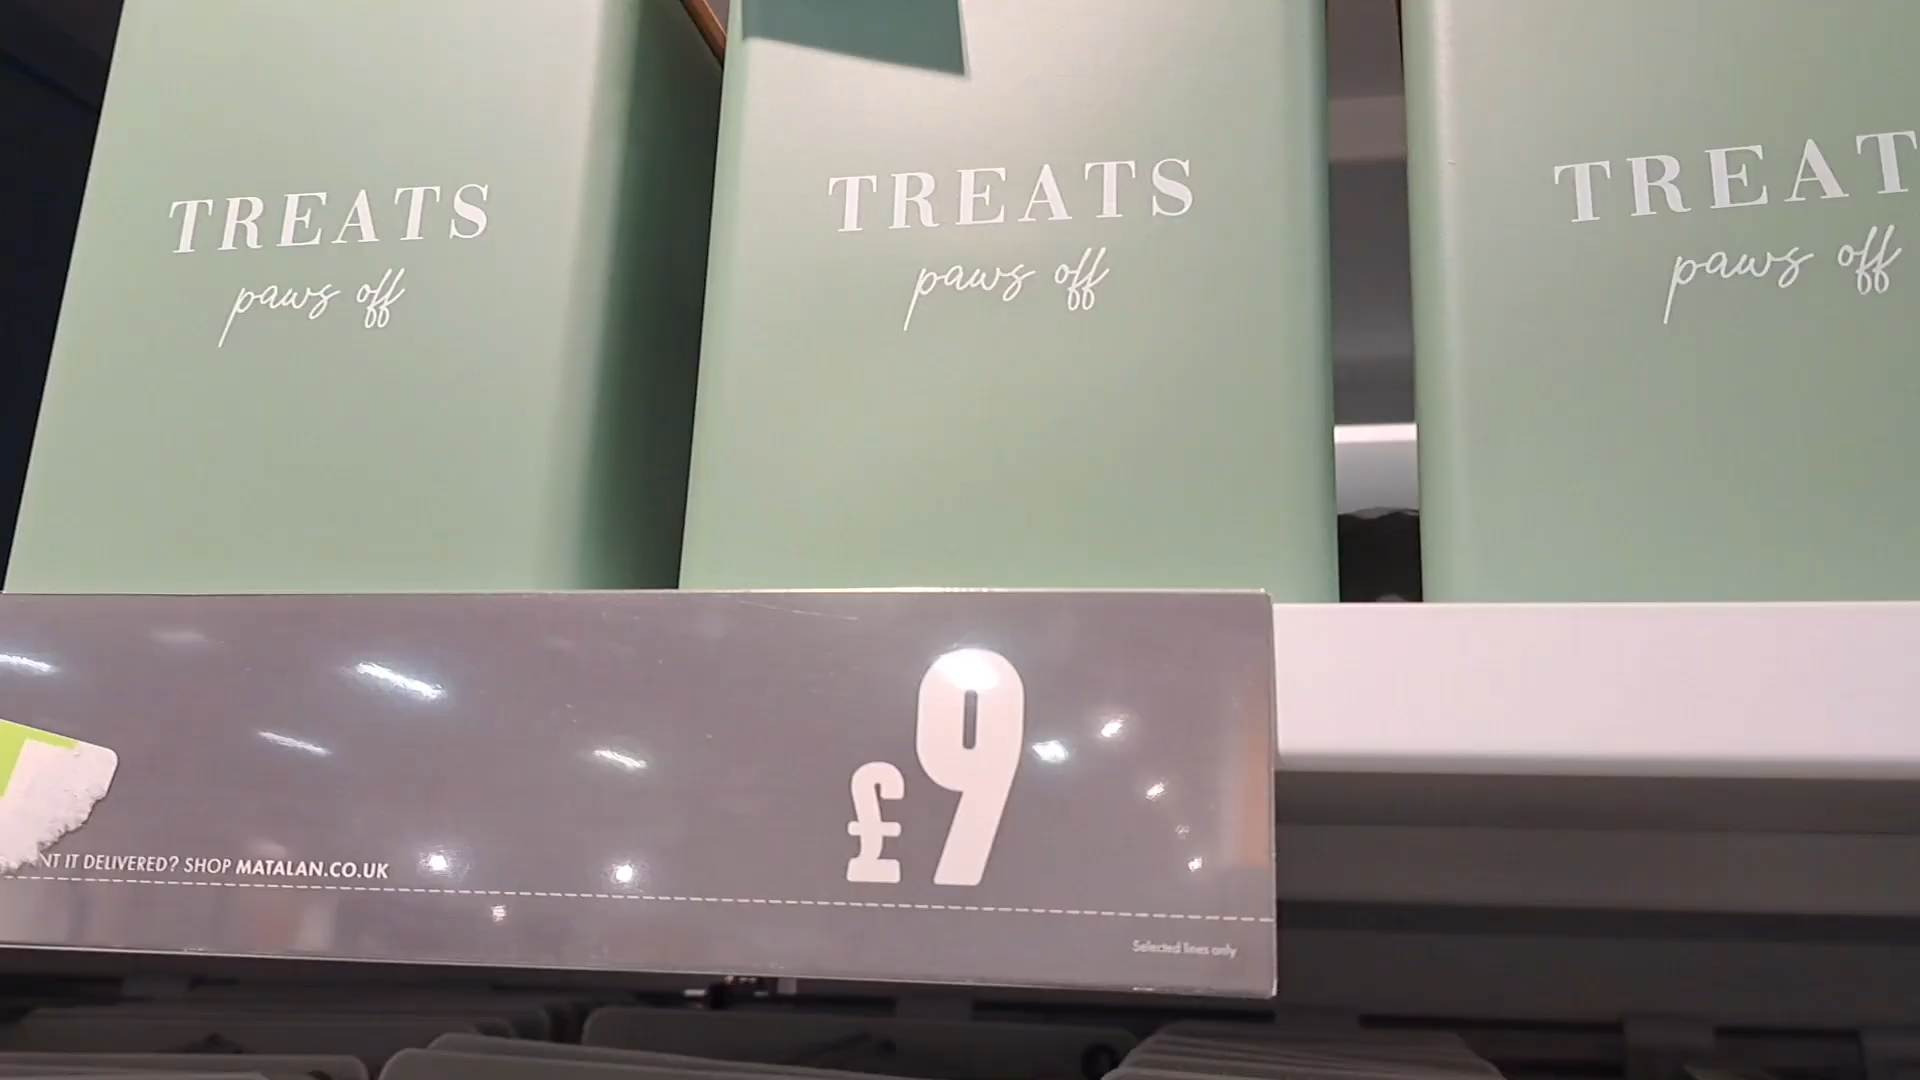 TREATS
paws off
TREATS
paws off
TREAT
paws off
£9
NT IT DELIVERED? SHOP MATALAN.CO.UK
Selected lines only